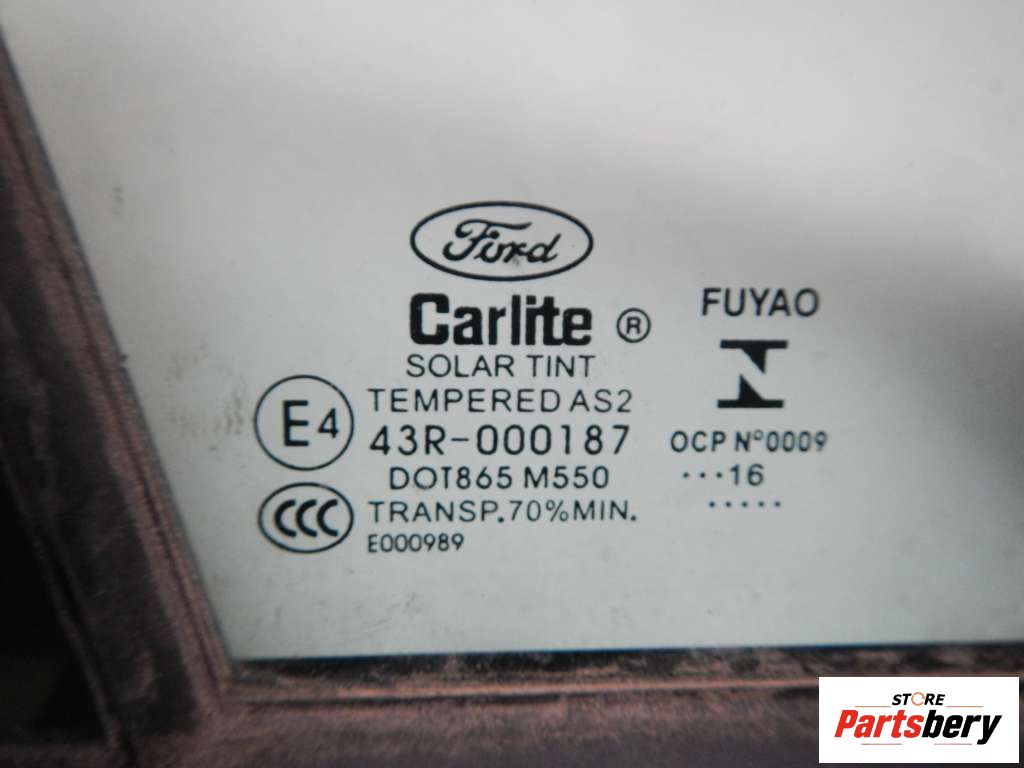 Ford
Carlite ®
SOLAR TINT
TEMPERED AS2
E4
43R-000187
DOT865 M550
CCC
TRANSP.70%MIN.
E000989
FUYAO
OCP N°0009
···16
·····
STORE
Partsbery